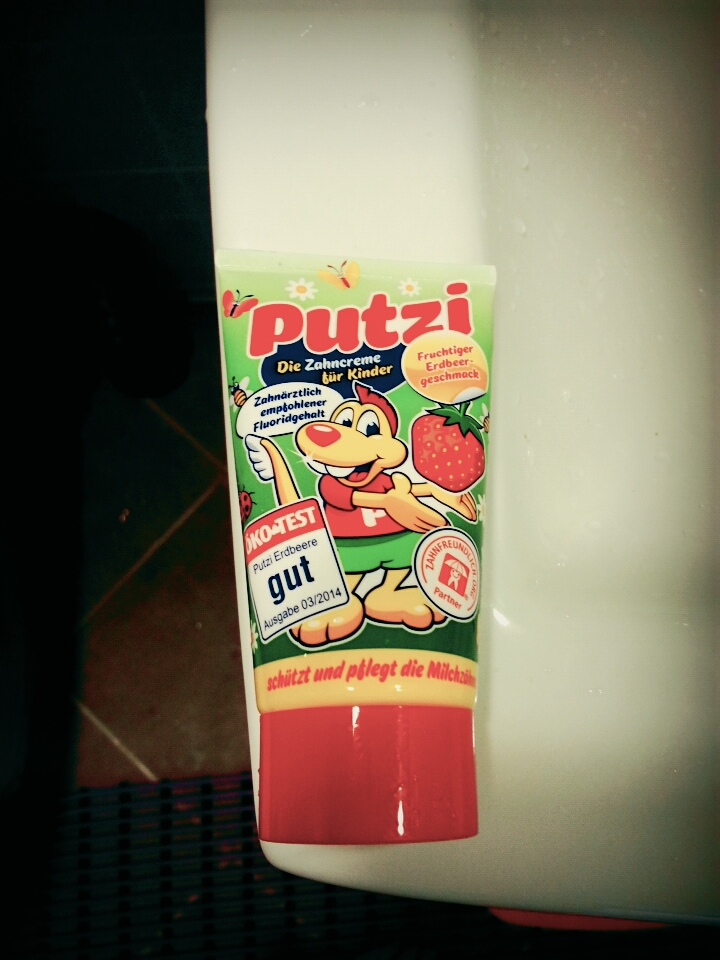 Putzi
Die Zahncreme
für Kinder
Fruchtiger
Erdbeer-
geschmack
Zahnärztlich
empfohlener
Fluoridgehalt
P
ÖKO-TEST
Putzi Erdbeere
gut
Ausgabe 03/2014
ZAHNFREUNDLICH
Partner
schützt und pflegt die